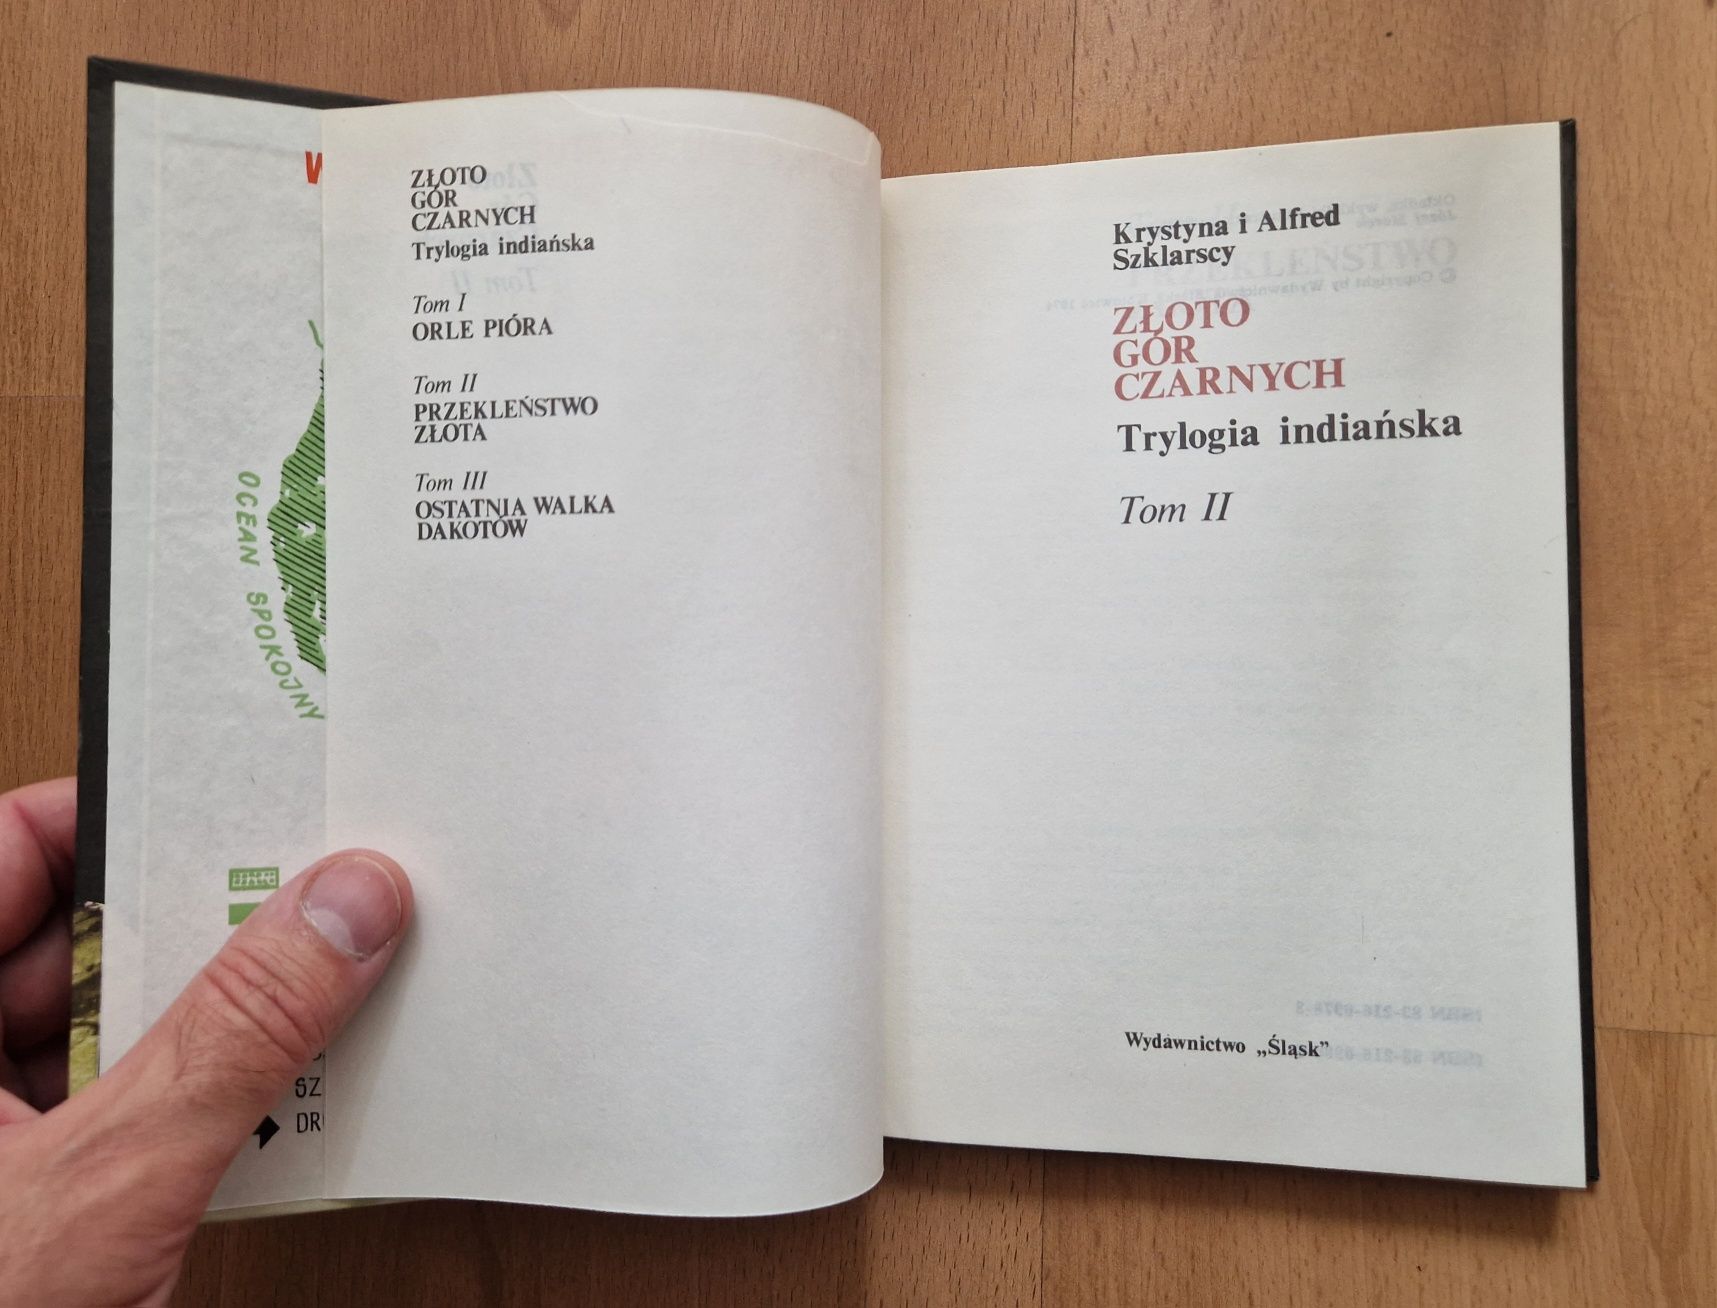 OCEAN SPOKOJNY
ZŁOTO
GÓR
CZARNYCH
Trylogia indiańska
Tom I
ORLE PIÓRA
Tom II
PRZEKLEŃSTWO
ZŁOTA
Tom III
OSTATNIA WALKA
DAKOTÓW
Krystyna i Alfred
Szklarscy
ZŁOTO
GÓR
CZARNYCH
Trylogia indiańska
Tom II
Wydawnictwo „Śląsk”